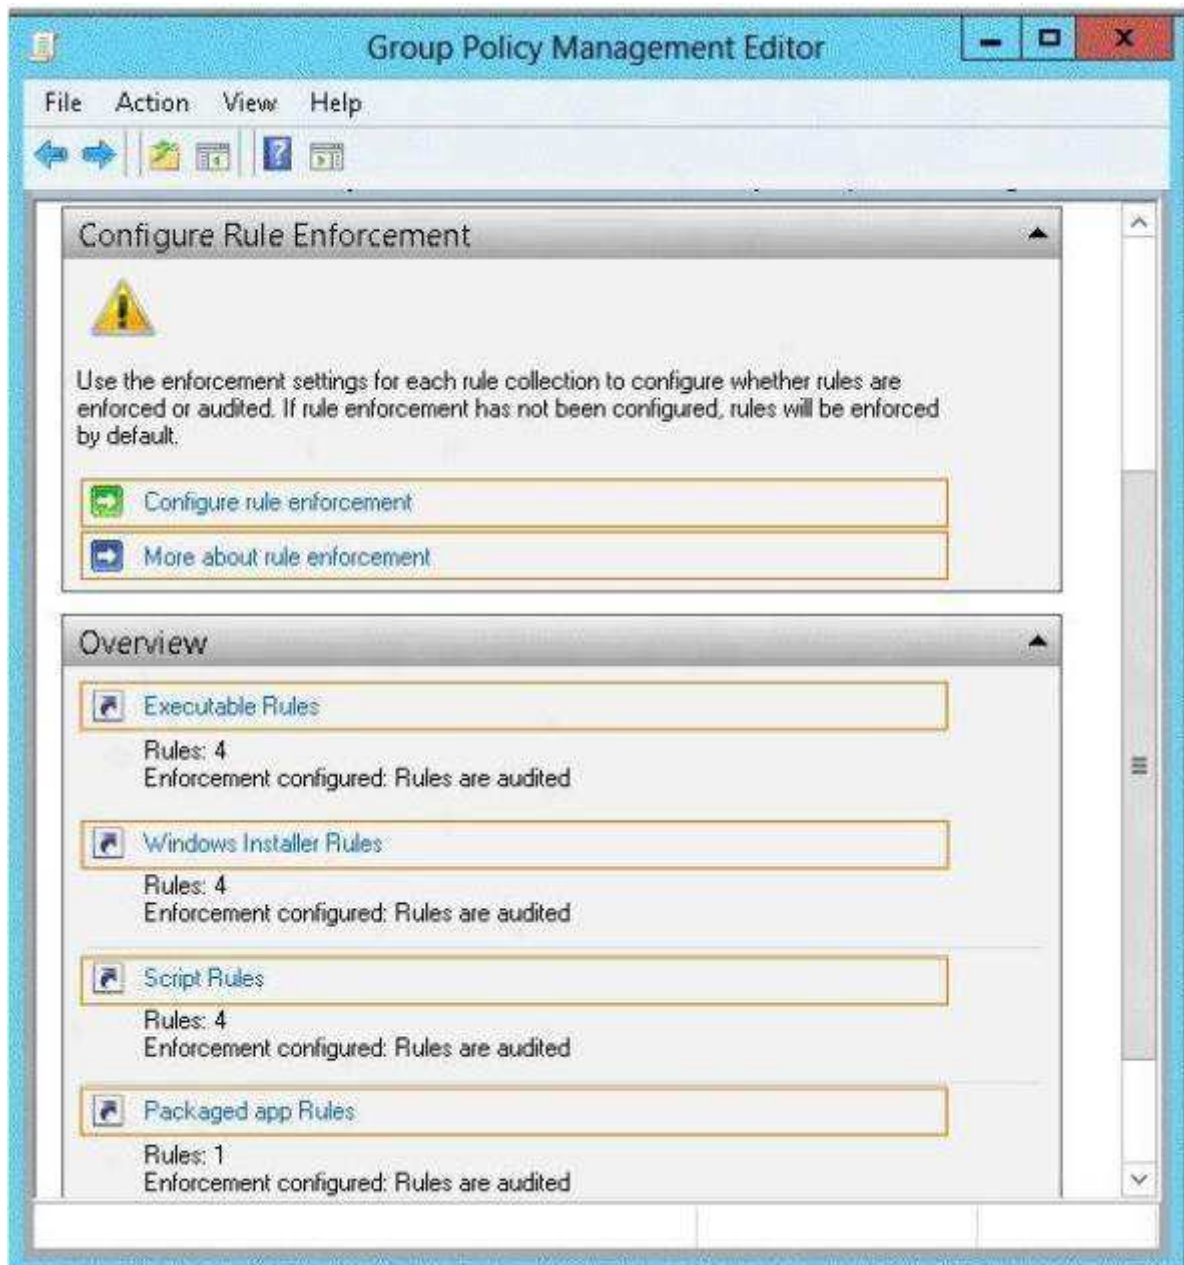 Group Policy Management Editor
File Action View Help
Configure Rule Enforcement
Use the enforcement settings for each rule collection to configure whether rules are
enforced or audited. If rule enforcement has not been configured, rules will be enforced
by default.
Configure rule enforcement
More about rule enforcement
Overview
Executable Rules
Rules: 4
Enforcement configured: Rules are audited
Windows Installer Rules
Rules: 4
Enforcement configured: Rules are audited
Script Rules
Rules: 4
Enforcement configured: Rules are audited
Packaged app Rules
Rules: 1
Enforcement configured: Rules are audited